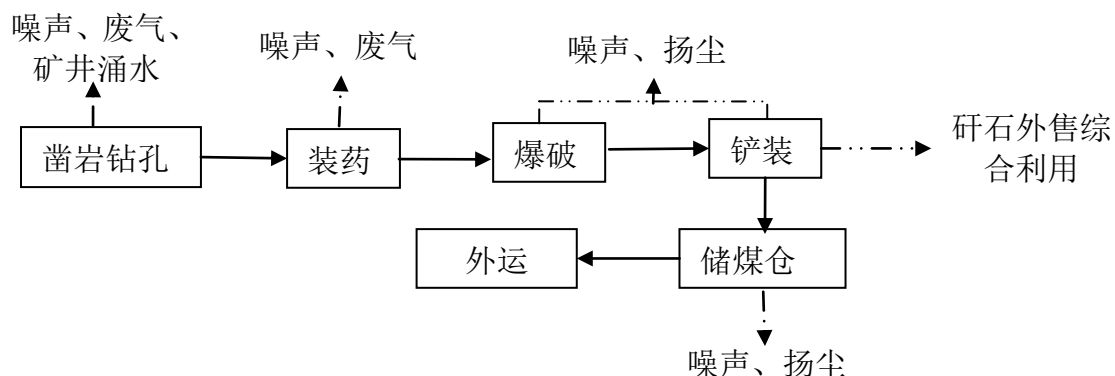 噪声、废气、
矿井涌水
噪声、废气
噪声、扬尘
凿岩钻孔
装药
爆破
铲装
矸石外售综
合利用
外运
储煤仓
噪声、扬尘